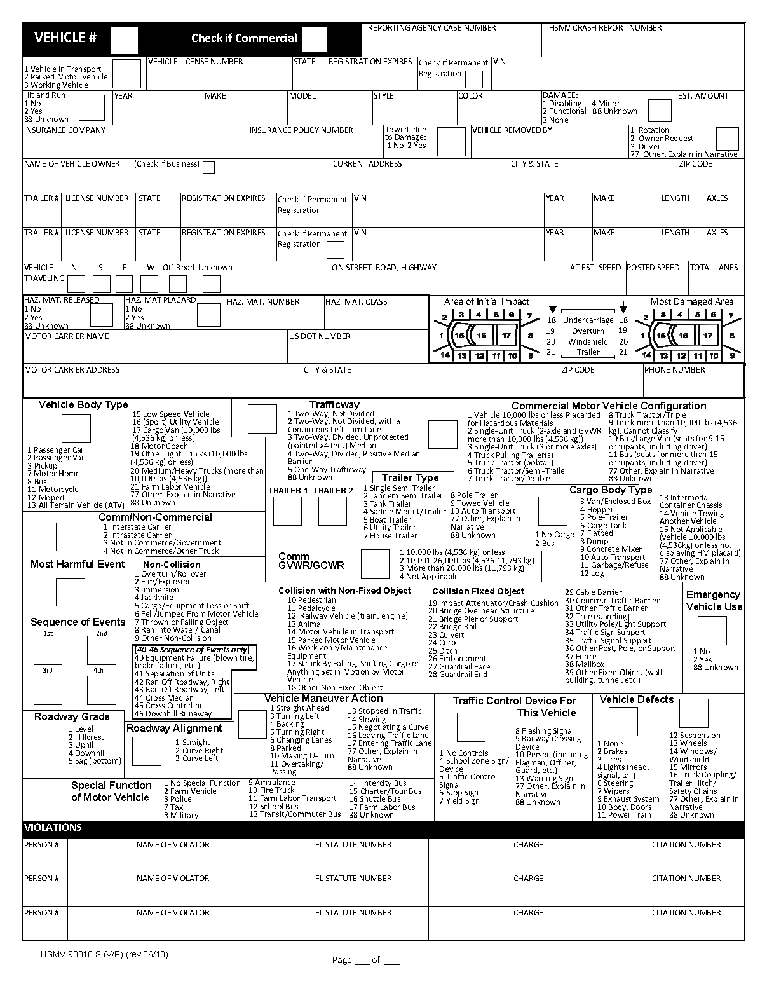 VEHICLE #
Check if Commercial
REPORTING AGENCY CASE NUMBER
HSMV CRASH REPORT NUMBER
1 Vehicle in Transport
2 Parked Motor Vehicle
3 Working Vehicle
VEHICLE LICENSE NUMBER
STATE
REGISTRATION EXPIRES
Check if Permanent
Registration
VIN
Hit and Run
1 No
2 Yes
88 Unknown
YEAR
MAKE
MODEL
STYLE
COLOR
DAMAGE:
1 Disabling 4 Minor
2 Functional 88 Unknown
3 None
EST. AMOUNT
INSURANCE COMPANY
INSURANCE POLICY NUMBER
Towed due
to Damage:
1 No 2 Yes
VEHICLE REMOVED BY
1 Rotation
2 Owner Request
3 Driver
77 Other, Explain in Narrative
NAME OF VEHICLE OWNER (Check if Business)
CURRENT ADDRESS
CITY & STATE
ZIP CODE
TRAILER #
LICENSE NUMBER
STATE
REGISTRATION EXPIRES
Check if Permanent
Registration
VIN
YEAR
MAKE
LENGTH
AXLES
TRAILER #
LICENSE NUMBER
STATE
REGISTRATION EXPIRES
Check if Permanent
Registration
VIN
YEAR
MAKE
LENGTH
AXLES
VEHICLE N S E W Off-Road Unknown
TRAVELING
ON STREET, ROAD, HIGHWAY
AT EST. SPEED
POSTED SPEED
TOTAL LANES
HAZ. MAT. RELEASED
1 No
2 Yes
88 Unknown
HAZ. MAT PLACARD
1 No
2 Yes
88 Unknown
HAZ. MAT. NUMBER
HAZ. MAT. CLASS
MOTOR CARRIER NAME
US DOT NUMBER
Area of Initial Impact
Most Damaged Area
2 3 4 5 6 7
1 15 16 17 8
14 13 12 11 10 9
18 Undercarriage 18
19 Overturn 19
20 Windshield 20
21 Trailer 21
2 3 4 5 6 7
1 15 16 17 8
14 13 12 11 10 9
MOTOR CARRIER ADDRESS
CITY & STATE
ZIP CODE
PHONE NUMBER
Vehicle Body Type
1 Passenger Car
2 Passenger Van
3 Pickup
7 Motor Home
8 Bus
11 Motorcycle
12 Moped
13 All Terrain Vehicle (ATV)
15 Low Speed Vehicle
16 (Sport) Utility Vehicle
17 Cargo Van (10,000 lbs
(4,536 kg) or less)
18 Motor Coach
19 Other Light Trucks (10,000 lbs
(4,536 kg) or less)
20 Medium/Heavy Trucks (more than
10,000 lbs (4,536 kg))
21 Farm Labor Vehicle
77 Other, Explain in Narrative
88 Unknown
Trafficway
1 Two-Way, Not Divided
2 Two-Way, Not Divided, with a
Continuous Left Turn Lane
3 Two-Way, Divided, Unprotected
(painted >4 feet) Median
4 Two-Way, Divided, Positive Median
Barrier
5 One-Way Trafficway
88 Unknown
Commercial Motor Vehicle Configuration
1 Vehicle 10,000 lbs or less Placarded
for Hazardous Materials
2 Single-Unit Truck (2-axle and GVWR
more than 10,000 lbs (4,536 kg))
3 Single-Unit Truck (3 or more axles)
4 Truck Pulling Trailer(s)
5 Truck Tractor (bobtail)
6 Truck Tractor/Semi-Trailer
7 Truck Tractor/Double
8 Truck Tractor/Triple
9 Truck more than 10,000 lbs (4,536
kg), Cannot Classify
10 Bus/Large Van (seats for 9-15
occupants, including driver)
11 Bus (seats for more than 15
occupants, including driver)
77 Other, Explain in Narrative
88 Unknown
Trailer Type
TRAILER 1 TRAILER 2
1 Single Semi Trailer
2 Tandem Semi Trailer
3 Tank Trailer
4 Saddle Mount/Trailer
5 Boat Trailer
6 Utility Trailer
7 House Trailer
8 Pole Trailer
9 Towed Vehicle
10 Auto Transport
77 Other, Explain in
Narrative
88 Unknown
Cargo Body Type
1 No Cargo
2 Bus
3 Van/Enclosed Box
4 Hopper
5 Pole-Trailer
6 Cargo Tank
7 Flatbed
8 Dump
9 Concrete Mixer
10 Auto Transport
11 Garbage/Refuse
12 Log
13 Intermodal
Container Chassis
14 Vehicle Towing
Another Vehicle
15 Not Applicable
(vehicle 10,000 lbs
(4,536kg) or less not
displaying HM placard)
77 Other, Explain in
Narrative
88 Unknown
Comm/Non-Commercial
1 Interstate Carrier
2 Intrastate Carrier
3 Not in Commerce/Government
4 Not in Commerce/Other Truck
Comm
GVWR/GCWR
1 10,000 lbs (4,536 kg) or less
2 10,001-26,000 lbs (4,536-11,793 kg)
3 More than 26,000 lbs (11,793 kg)
4 Not Applicable
Most Harmful Event
Sequence of Events
1st 2nd
3rd 4th
Non-Collision
1 Overturn/Rollover
2 Fire/Explosion
3 Immersion
4 Jackknife
5 Cargo/Equipment Loss or Shift
6 Fell/Jumped From Motor Vehicle
7 Thrown or Falling Object
8 Ran into Water/ Canal
9 Other Non-Collision
[40-46 Sequence of Events only]
40 Equipment Failure (blown tire,
brake failure, etc.)
41 Separation of Units
42 Ran Off Roadway, Right
43 Ran Off Roadway, Left
44 Cross Median
45 Cross Centerline
46 Downhill Runaway
Collision with Non-Fixed Object
10 Pedestrian
11 Pedalcycle
12 Railway Vehicle (train, engine)
13 Animal
14 Motor Vehicle in Transport
15 Parked Motor Vehicle
16 Work Zone/Maintenance
Equipment
17 Struck By Falling, Shifting Cargo or
Anything Set in Motion by Motor
Vehicle
18 Other Non-Fixed Object
Collision Fixed Object
19 Impact Attenuator/Crash Cushion
20 Bridge Overhead Structure
21 Bridge Pier or Support
22 Bridge Rail
23 Culvert
24 Curb
25 Ditch
26 Embankment
27 Guardrail Face
28 Guardrail End
29 Cable Barrier
30 Concrete Traffic Barrier
31 Other Traffic Barrier
32 Tree (standing)
33 Utility Pole/Light Support
34 Traffic Sign Support
35 Traffic Signal Support
36 Other Post, Pole, or Support
37 Fence
38 Mailbox
39 Other Fixed Object (wall,
building, tunnel, etc.)
Emergency
Vehicle Use
1 No
2 Yes
88 Unknown
Roadway Grade
1 Level
2 Hillcrest
3 Uphill
4 Downhill
5 Sag (bottom)
Roadway Alignment
1 Straight
2 Curve Right
3 Curve Left
Vehicle Maneuver Action
1 Straight Ahead
3 Turning Left
4 Backing
5 Turning Right
6 Changing Lanes
8 Parked
10 Making U-Turn
11 Overtaking/
Passing
13 Stopped in Traffic
14 Slowing
15 Negotiating a Curve
16 Leaving Traffic Lane
17 Entering Traffic Lane
77 Other, Explain in
Narrative
88 Unknown
Traffic Control Device For
This Vehicle
1 No Controls
4 School Zone Sign/
Device
5 Traffic Control
Signal
6 Stop Sign
7 Yield Sign
8 Flashing Signal
9 Railway Crossing
Device
10 Person (including
Flagman, Officer,
Guard, etc.)
13 Warning Sign
77 Other, Explain in
Narrative
88 Unknown
Vehicle Defects
1 None
2 Brakes
3 Tires
4 Lights (head,
signal, tail)
6 Steering
7 Wipers
9 Exhaust System
10 Body, Doors
11 Power Train
12 Suspension
13 Wheels
14 Windows/
Windshield
15 Mirrors
16 Truck Coupling/
Trailer Hitch/
Safety Chains
77 Other, Explain in
Narrative
88 Unknown
Special Function
of Motor Vehicle
1 No Special Function
2 Farm Vehicle
3 Police
7 Taxi
8 Military
9 Ambulance
10 Fire Truck
11 Farm Labor Transport
12 School Bus
13 Transit/Commuter Bus
14 Intercity Bus
15 Charter/Tour Bus
16 Shuttle Bus
17 Farm Labor Bus
88 Unknown
VIOLATIONS
PERSON #
NAME OF VIOLATOR
FL STATUTE NUMBER
CHARGE
CITATION NUMBER
PERSON #
NAME OF VIOLATOR
FL STATUTE NUMBER
CHARGE
CITATION NUMBER
PERSON #
NAME OF VIOLATOR
FL STATUTE NUMBER
CHARGE
CITATION NUMBER
HSMV 90010 S (V/P) (rev 06/13)
Page ___ of ___